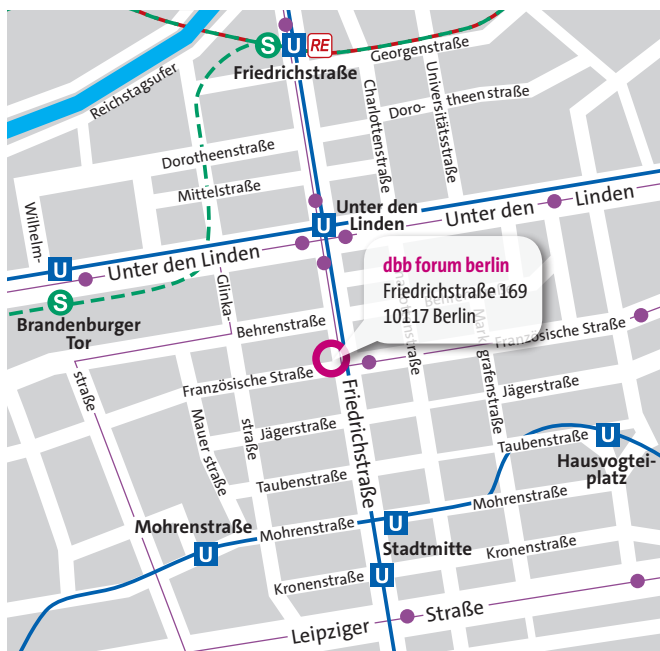 S
U
RE
Georgenstraße
Friedrichstraße
Reichstagsufer
Charlottenstraße
Universitätsstraße
Doro-
theenstraße
Dorotheenstraße
Mittelstraße
Wilhelm-
Unter den
Linden
U
Unter den
Linden
U
Unter den Linden
Glinka-
S
Brandenburger
Tor
dbb forum berlin
Friedrichstraße 169
10117 Berlin
Behrenstraße
Französische Straße
Markgrafenstraße
straße
Französische Straße
Friedrichstraße
Jägerstraße
Mauer straße
straße
Jägerstraße
Taubenstraße
U
Hausvogtei-
platz
Taubenstraße
Mohrenstraße
Mohrenstraße
U
Mohrenstraße
U
Stadtmitte
Kronenstraße
Kronenstraße
U
Leipziger
Straße